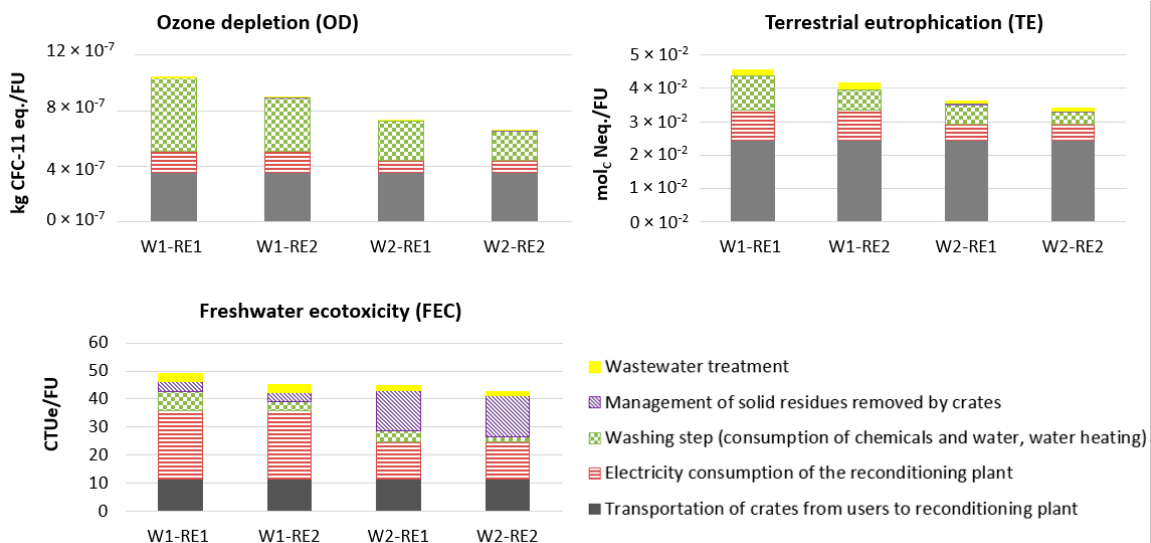 Ozone depletion (OD)
kg CFC-11 eq./FU
12 × 10⁻⁷
8 × 10⁻⁷
4 × 10⁻⁷
0 × 10⁻⁷
W1-RE1 W1-RE2 W2-RE1 W2-RE2
Terrestrial eutrophication (TE)
mol꜀ Neq./FU
5 × 10⁻²
4 × 10⁻²
3 × 10⁻²
2 × 10⁻²
1 × 10⁻²
0 × 10⁻²
W1-RE1 W1-RE2 W2-RE1 W2-RE2
Freshwater ecotoxicity (FEC)
CTUe/FU
60
50
40
30
20
10
0
W1-RE1 W1-RE2 W2-RE1 W2-RE2
Wastewater treatment
Management of solid residues removed by crates
Washing step (consumption of chemicals and water, water heating)
Electricity consumption of the reconditioning plant
Transportation of crates from users to reconditioning plant